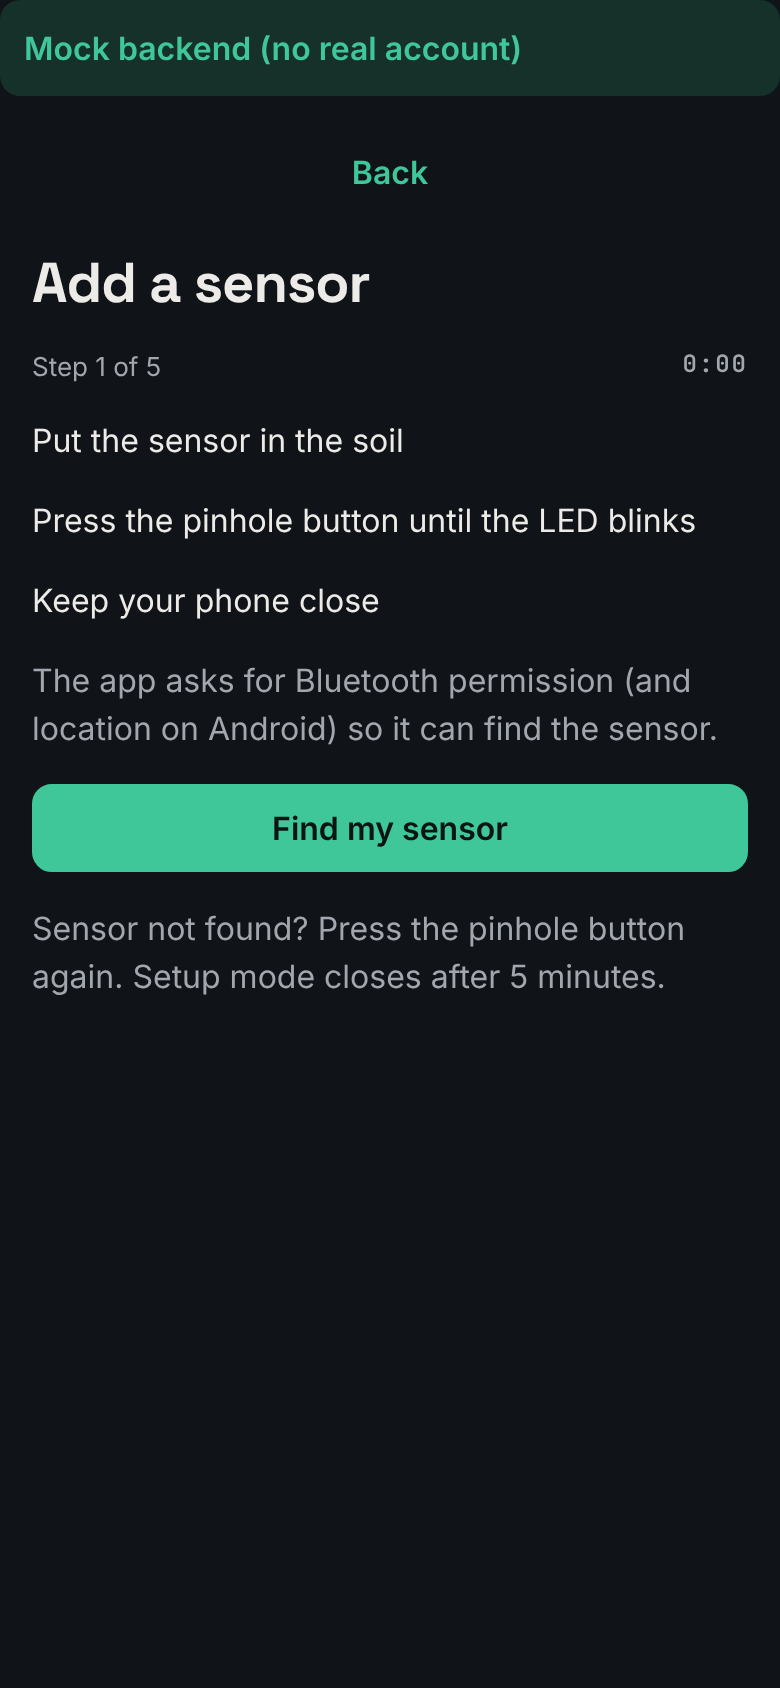 Mock backend (no real account)
Back
Add a sensor
Step 1 of 5
0:00
Put the sensor in the soil
Press the pinhole button until the LED blinks
Keep your phone close
The app asks for Bluetooth permission (and
location on Android) so it can find the sensor.
Find my sensor
Sensor not found? Press the pinhole button
again. Setup mode closes after 5 minutes.